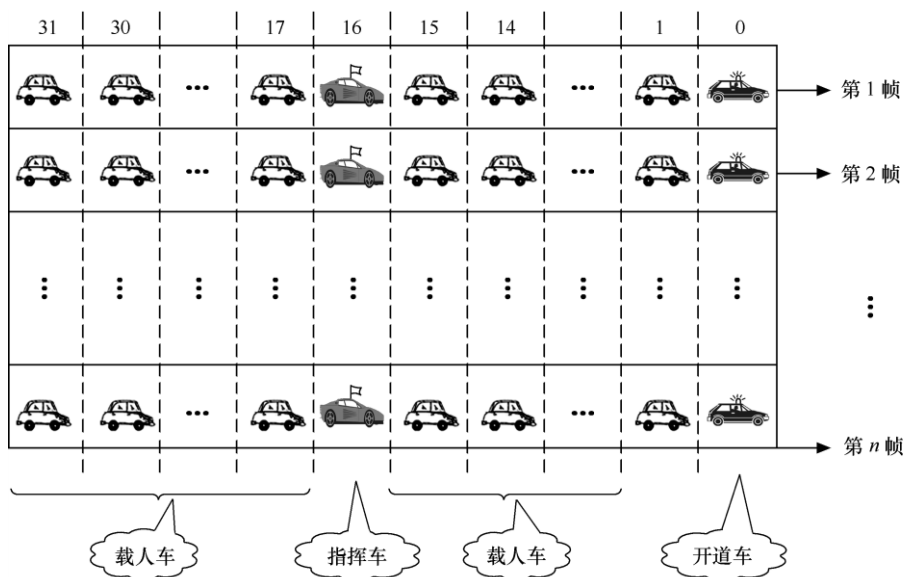 31 30 17 16 15 14 1 0
第 1 帧
第 2 帧
第 n 帧
载人车 指挥车 载人车 开道车